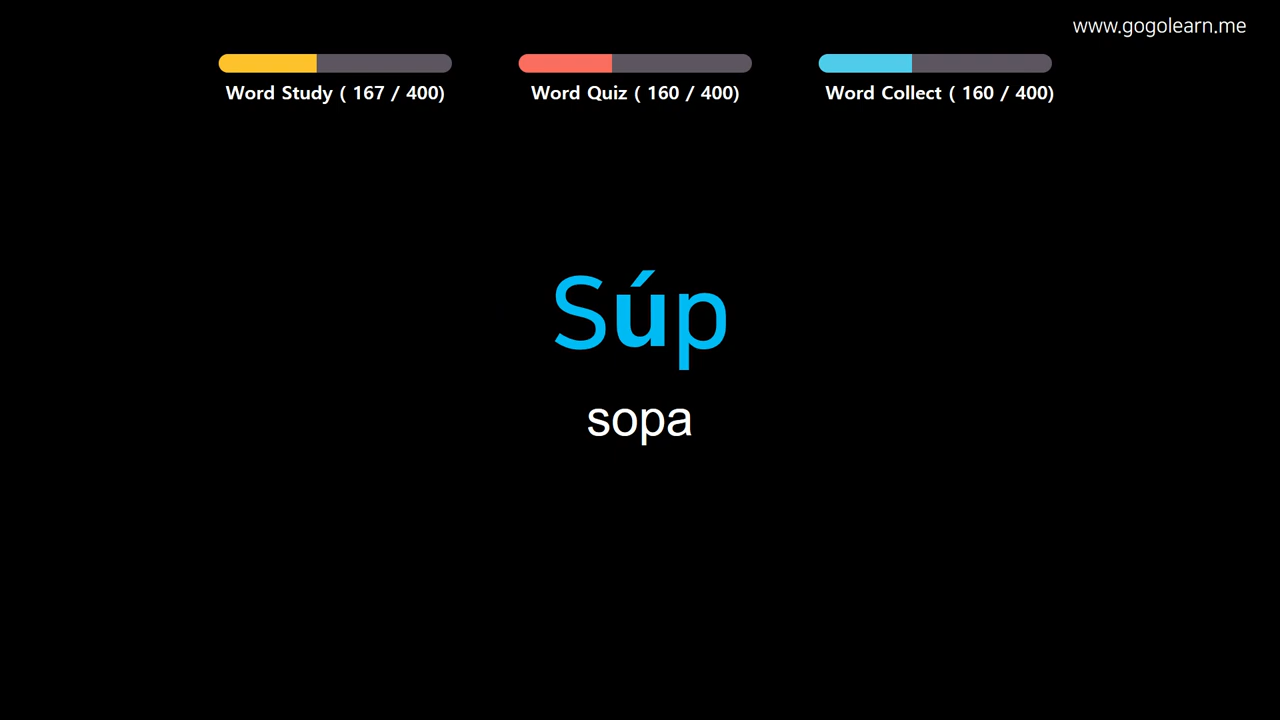 www.gogolearn.me
Word Study ( 167 / 400)
Word Quiz ( 160 / 400)
Word Collect ( 160 / 400)
Súp
sopa